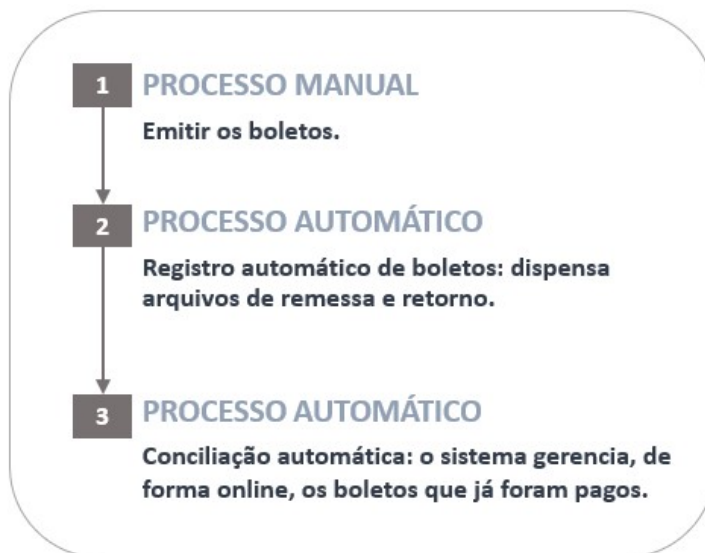 1 PROCESSO MANUAL
Emitir os boletos.
2 PROCESSO AUTOMÁTICO
Registro automático de boletos: dispensa
arquivos de remessa e retorno.
3 PROCESSO AUTOMÁTICO
Conciliação automática: o sistema gerencia, de
forma online, os boletos que já foram pagos.